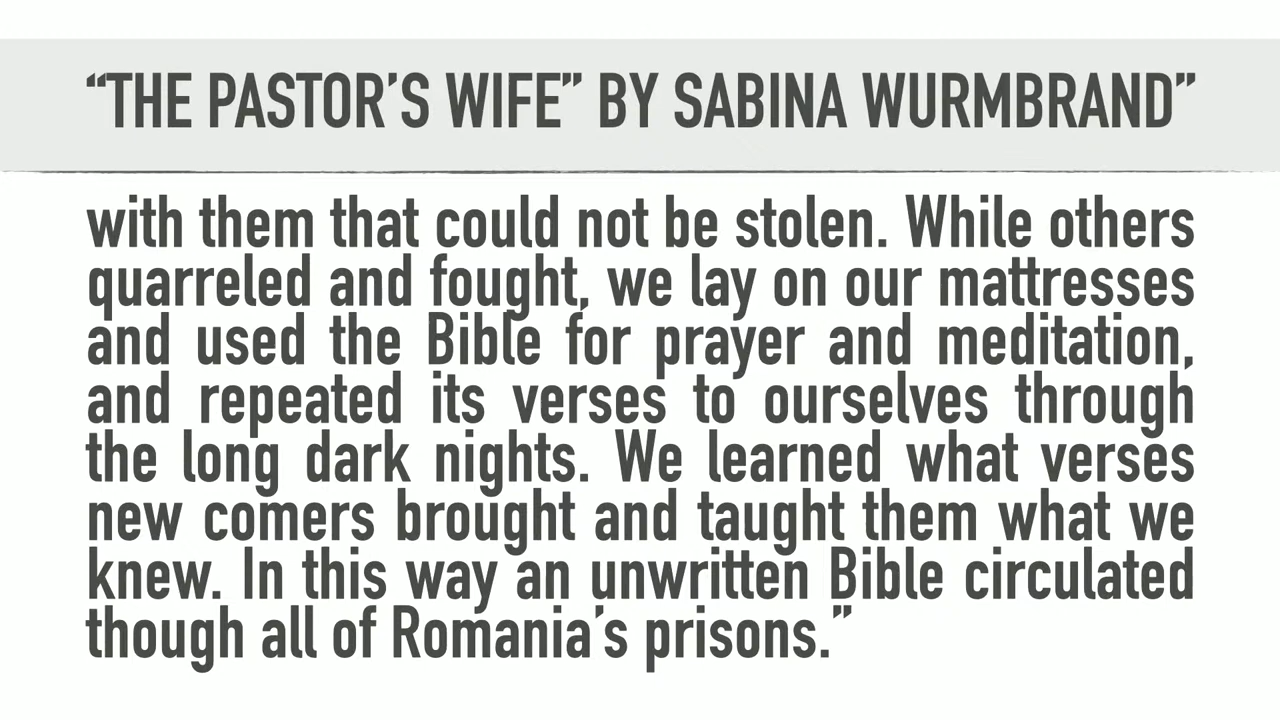 “THE PASTOR’S WIFE” BY SABINA WURMBRAND”
with them that could not be stolen. While others
quarreled and fought, we lay on our mattresses
and used the Bible for prayer and meditation,
and repeated its verses to ourselves through
the long dark nights. We learned what verses
new comers brought and taught them what we
knew. In this way an unwritten Bible circulated
though all of Romania’s prisons.”